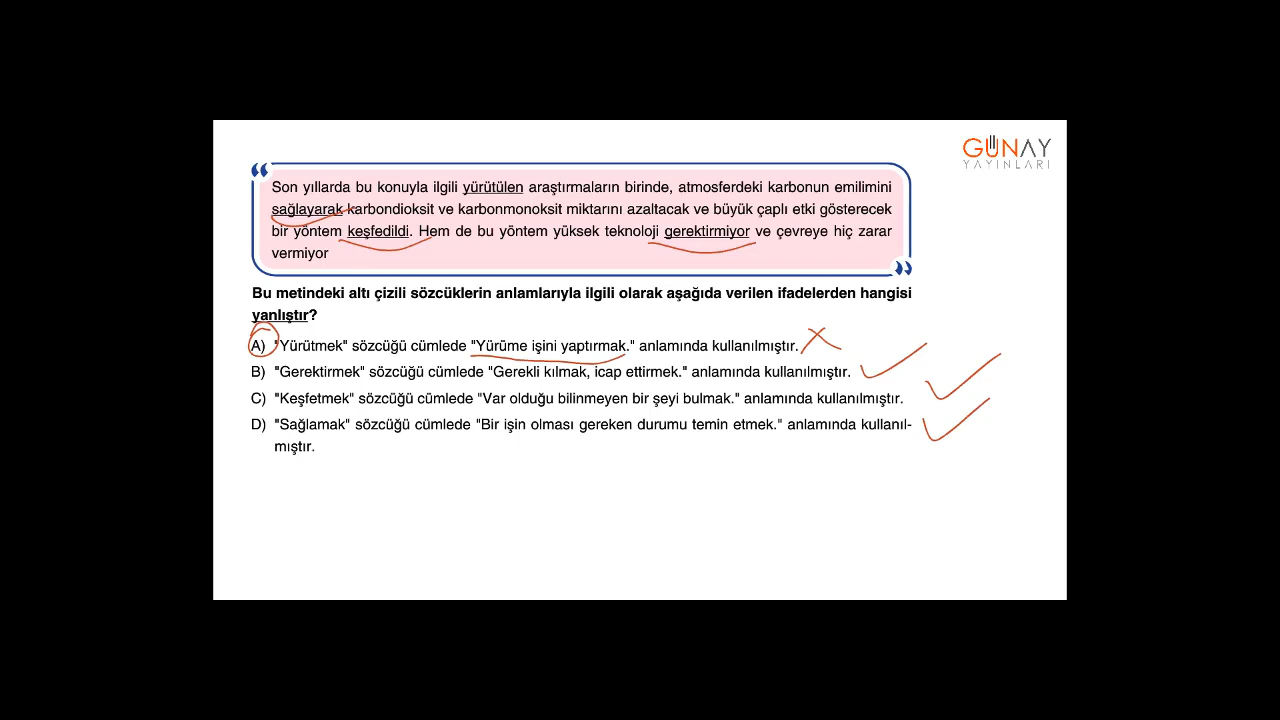 GÜNAY
YAYINLARI
Son yıllarda bu konuyla ilgili yürütülen araştırmaların birinde, atmosferdeki karbonun emilimini
sağlayarak karbondioksit ve karbonmonoksit miktarını azaltacak ve büyük çaplı etki gösterecek
bir yöntem keşfedildi. Hem de bu yöntem yüksek teknoloji gerektirmiyor ve çevreye hiç zarar
vermiyor
Bu metindeki altı çizili sözcüklerin anlamlarıyla ilgili olarak aşağıda verilen ifadelerden hangisi
yanlıştır?
A) "Yürütmek" sözcüğü cümlede "Yürüme işini yaptırmak." anlamında kullanılmıştır.
B) "Gerektirmek" sözcüğü cümlede "Gerekli kılmak, icap ettirmek." anlamında kullanılmıştır.
C) "Keşfetmek" sözcüğü cümlede "Var olduğu bilinmeyen bir şeyi bulmak." anlamında kullanılmıştır.
D) "Sağlamak" sözcüğü cümlede "Bir işin olması gereken durumu temin etmek." anlamında kullanıl-
mıştır.